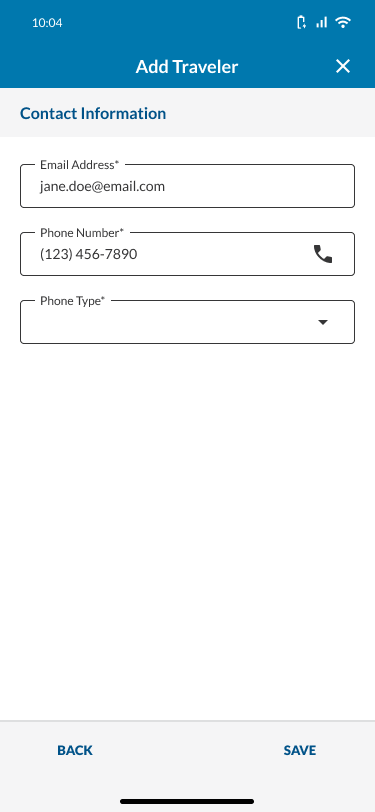 10:04
Add Traveler
Contact Information
Email Address*
jane.doe@email.com
Phone Number*
(123) 456-7890
Phone Type*
BACK SAVE